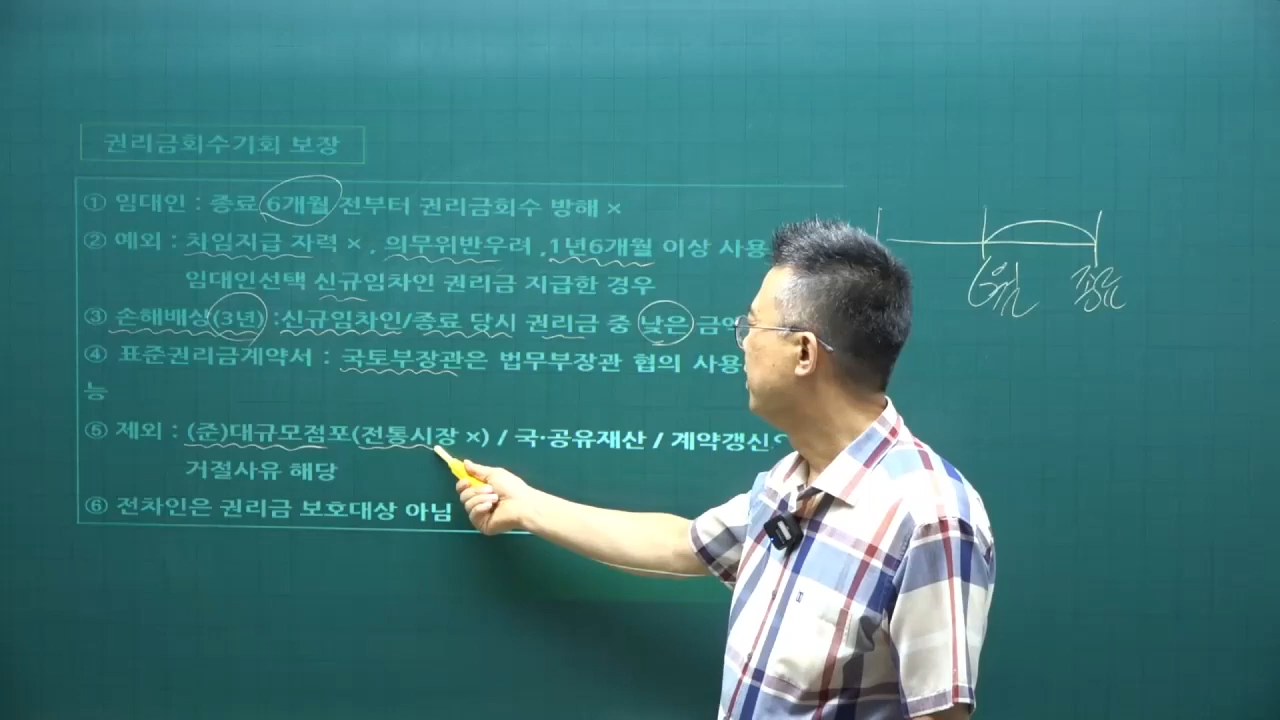 권리금회수기회 보장
① 임대인 : 종료 6개월 전부터 권리금회수 방해 ×
② 예외 : 차임지급 자력 × , 의무위반우려 , 1년6개월 이상 사용
임대인선택 신규임차인 권리금 지급한 경우
③ 손해배상(3년) : 신규임차인/종료 당시 권리금 중 낮은
④ 표준권리금계약서 : 국토부장관은 법무부장관 협의 사용
능
⑤ 제외 : (준)대규모점포(전통시장 ×) / 국·공유재산 / 계약갱신
거절사유 해당
⑥ 전차인은 권리금 보호대상 아님
6월 종료